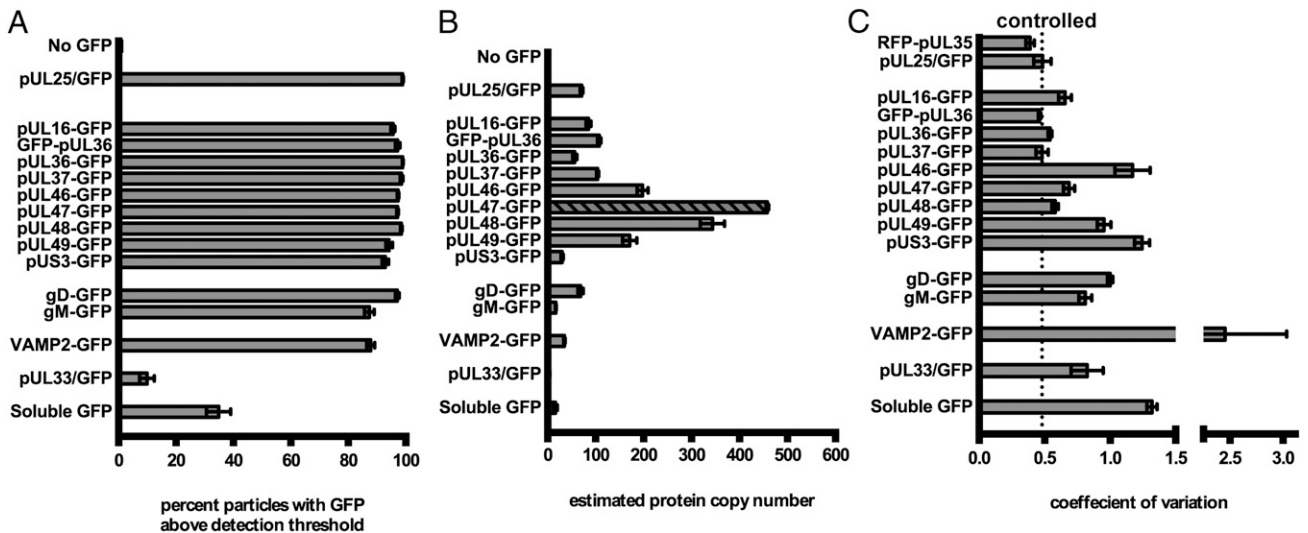 A
No GFP
pUL25/GFP
pUL16-GFP
GFP-pUL36
pUL36-GFP
pUL37-GFP
pUL46-GFP
pUL47-GFP
pUL48-GFP
pUL49-GFP
pUS3-GFP
gD-GFP
gM-GFP
VAMP2-GFP
pUL33/GFP
Soluble GFP
0 20 40 60 80 100
percent particles with GFP
above detection threshold
B
No GFP
pUL25/GFP
pUL16-GFP
GFP-pUL36
pUL36-GFP
pUL37-GFP
pUL46-GFP
pUL47-GFP
pUL48-GFP
pUL49-GFP
pUS3-GFP
gD-GFP
gM-GFP
VAMP2-GFP
pUL33/GFP
Soluble GFP
0 100 200 300 400 500 600
estimated protein copy number
C
controlled
RFP-pUL35
pUL25/GFP
pUL16-GFP
GFP-pUL36
pUL36-GFP
pUL37-GFP
pUL46-GFP
pUL47-GFP
pUL48-GFP
pUL49-GFP
pUS3-GFP
gD-GFP
gM-GFP
VAMP2-GFP
pUL33/GFP
Soluble GFP
0.0 0.5 1.0 1.5 2.5 3.0
coeffecient of variation